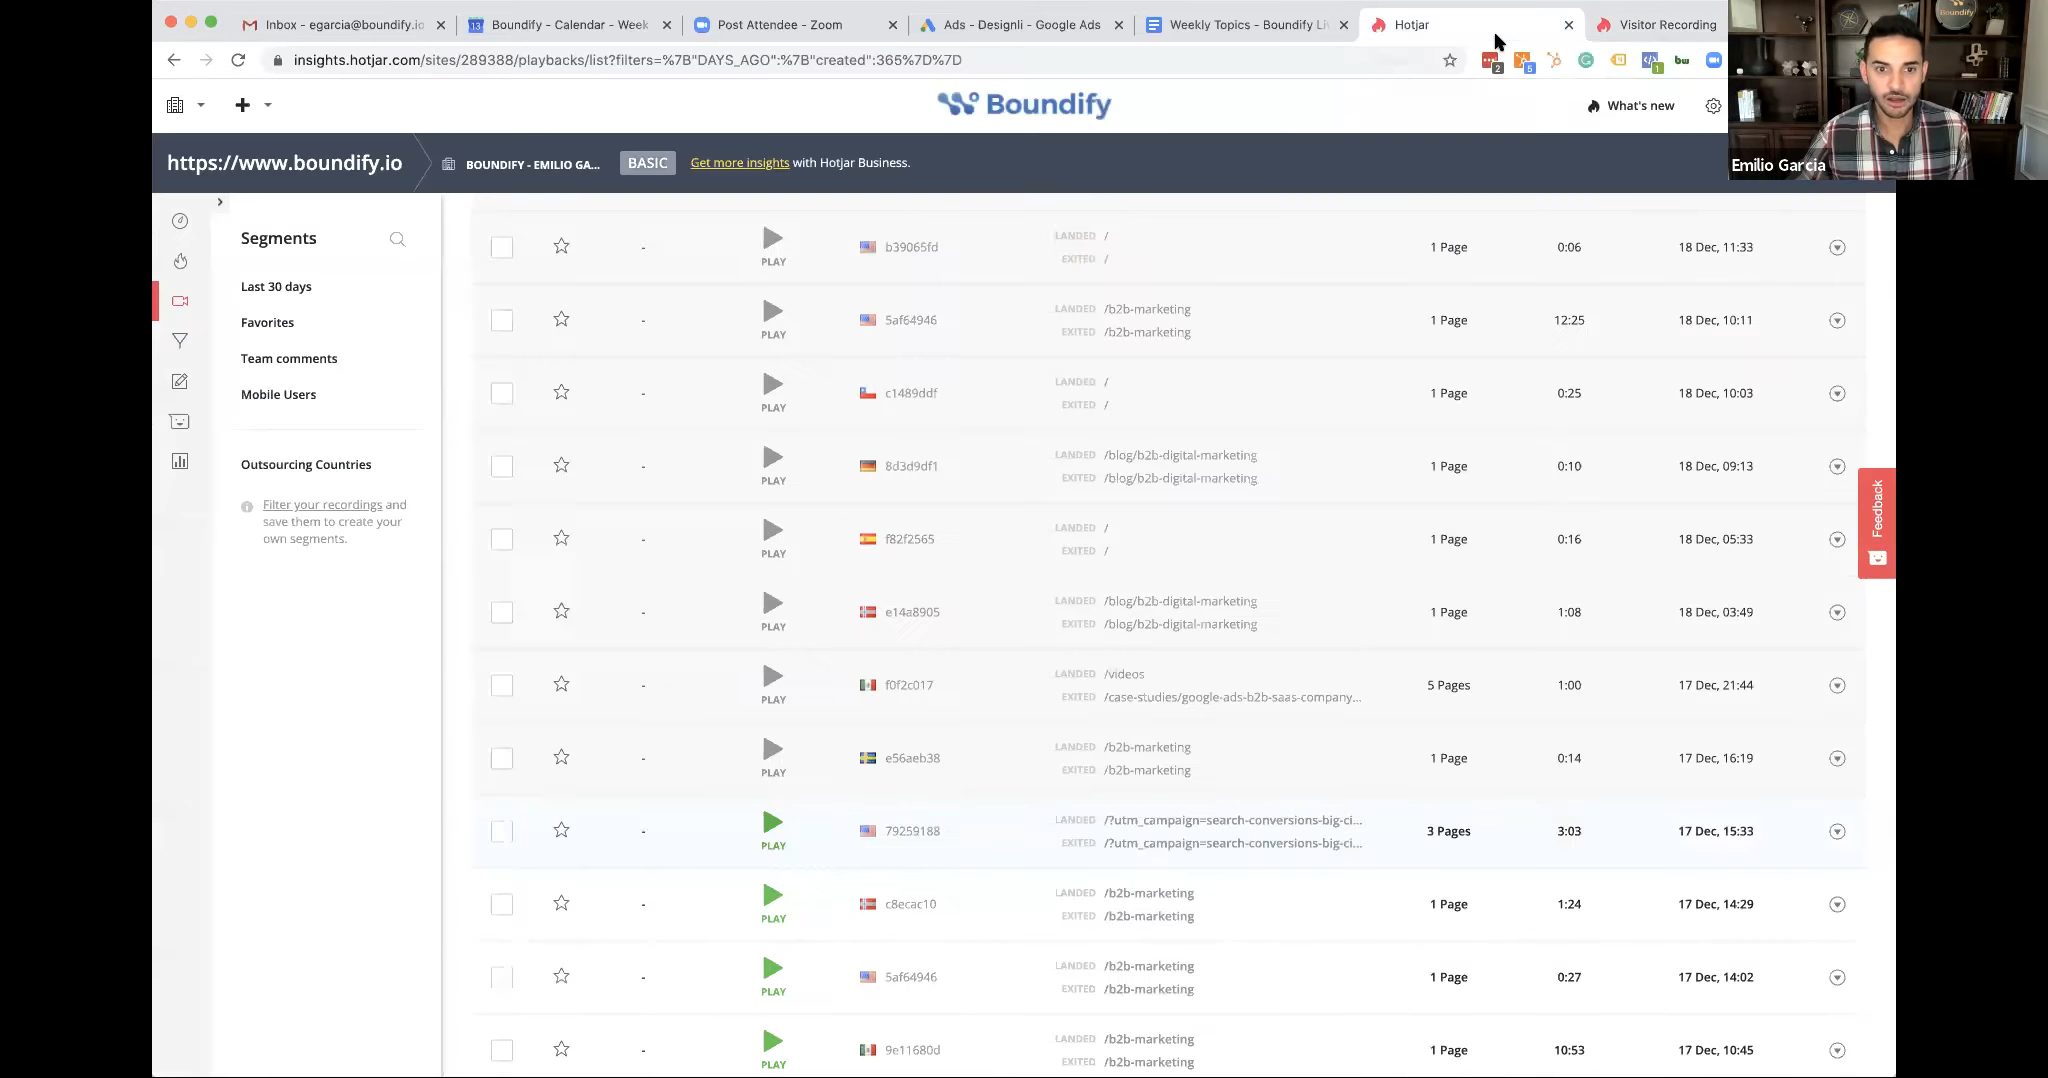 Inbox - egarcia@boundify.io
Boundify - Calendar - Week
Post Attendee - Zoom
Ads - Designli - Google Ads
Weekly Topics - Boundify Li
Hotjar
Visitor Recording
insights.hotjar.com/sites/289388/playbacks/list?filters=%7B"DAYS_AGO":%7B"created":365%7D%7D
2
5
1
bw
Boundify
What's new
Boundify
Emilio Garcia
https://www.boundify.io
BOUNDIFY - EMILIO GA...
BASIC
Get more insights with Hotjar Business.
Segments
Last 30 days
Favorites
Team comments
Mobile Users
Outsourcing Countries
Filter your recordings and
save them to create your
own segments.
- PLAY b39065fd LANDED / EXITED / 1 Page 0:06 18 Dec, 11:33
- PLAY 5af64946 LANDED /b2b-marketing EXITED /b2b-marketing 1 Page 12:25 18 Dec, 10:11
- PLAY c1489ddf LANDED / EXITED / 1 Page 0:25 18 Dec, 10:03
- PLAY 8d3d9df1 LANDED /blog/b2b-digital-marketing EXITED /blog/b2b-digital-marketing 1 Page 0:10 18 Dec, 09:13
- PLAY f82f2565 LANDED / EXITED / 1 Page 0:16 18 Dec, 05:33
- PLAY e14a8905 LANDED /blog/b2b-digital-marketing EXITED /blog/b2b-digital-marketing 1 Page 1:08 18 Dec, 03:49
- PLAY f0f2c017 LANDED /videos EXITED /case-studies/google-ads-b2b-saas-company... 5 Pages 1:00 17 Dec, 21:44
- PLAY e56aeb38 LANDED /b2b-marketing EXITED /b2b-marketing 1 Page 0:14 17 Dec, 16:19
- PLAY 79259188 LANDED /?utm_campaign=search-conversions-big-ci... EXITED /?utm_campaign=search-conversions-big-ci... 3 Pages 3:03 17 Dec, 15:33
- PLAY c8ecac10 LANDED /b2b-marketing EXITED /b2b-marketing 1 Page 1:24 17 Dec, 14:29
- PLAY 5af64946 LANDED /b2b-marketing EXITED /b2b-marketing 1 Page 0:27 17 Dec, 14:02
- PLAY 9e11680d LANDED /b2b-marketing EXITED /b2b-marketing 1 Page 10:53 17 Dec, 10:45
Feedback